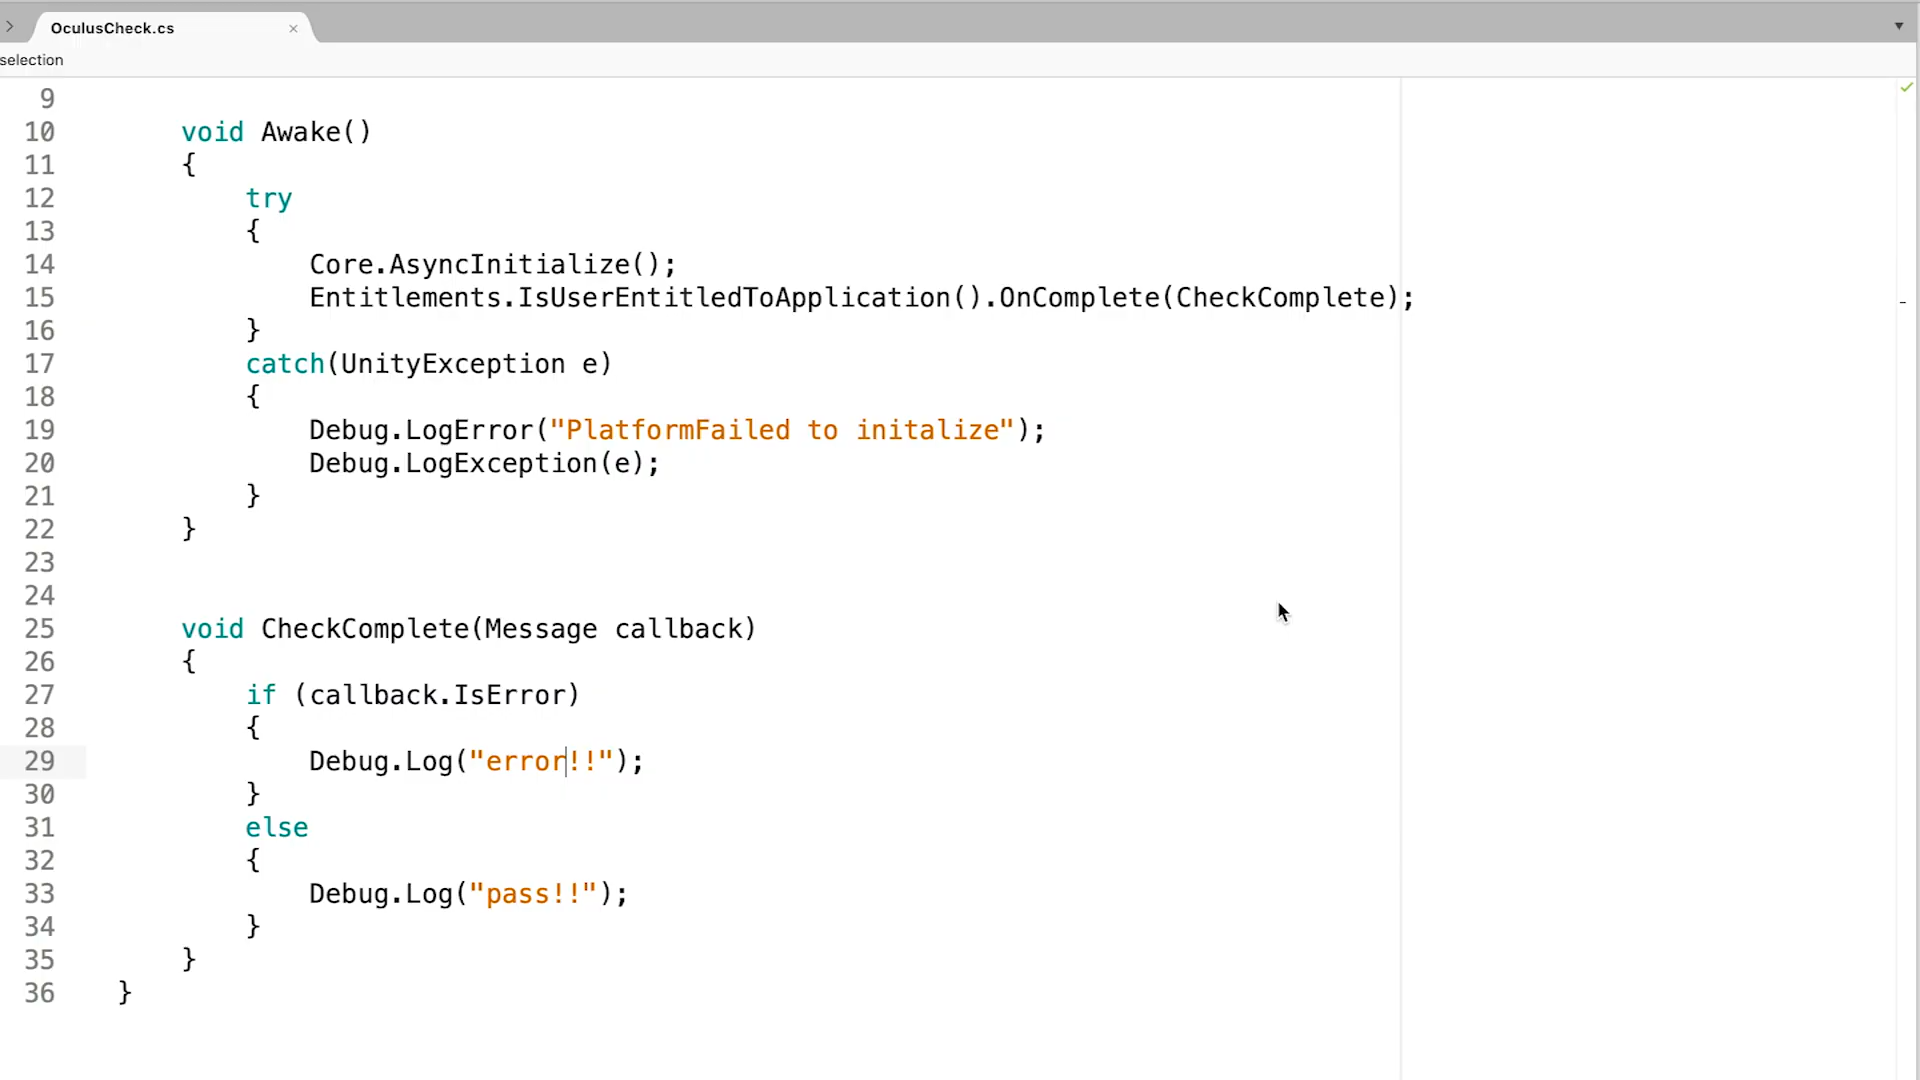 OculusCheck.cs ×
selection
9
10 void Awake()
11 {
12 try
13 {
14 Core.AsyncInitialize();
15 Entitlements.IsUserEntitledToApplication().OnComplete(CheckComplete);
16 }
17 catch(UnityException e)
18 {
19 Debug.LogError("PlatformFailed to initalize");
20 Debug.LogException(e);
21 }
22 }
23
24
25 void CheckComplete(Message callback)
26 {
27 if (callback.IsError)
28 {
29 Debug.Log("error!!");
30 }
31 else
32 {
33 Debug.Log("pass!!");
34 }
35 }
36 }